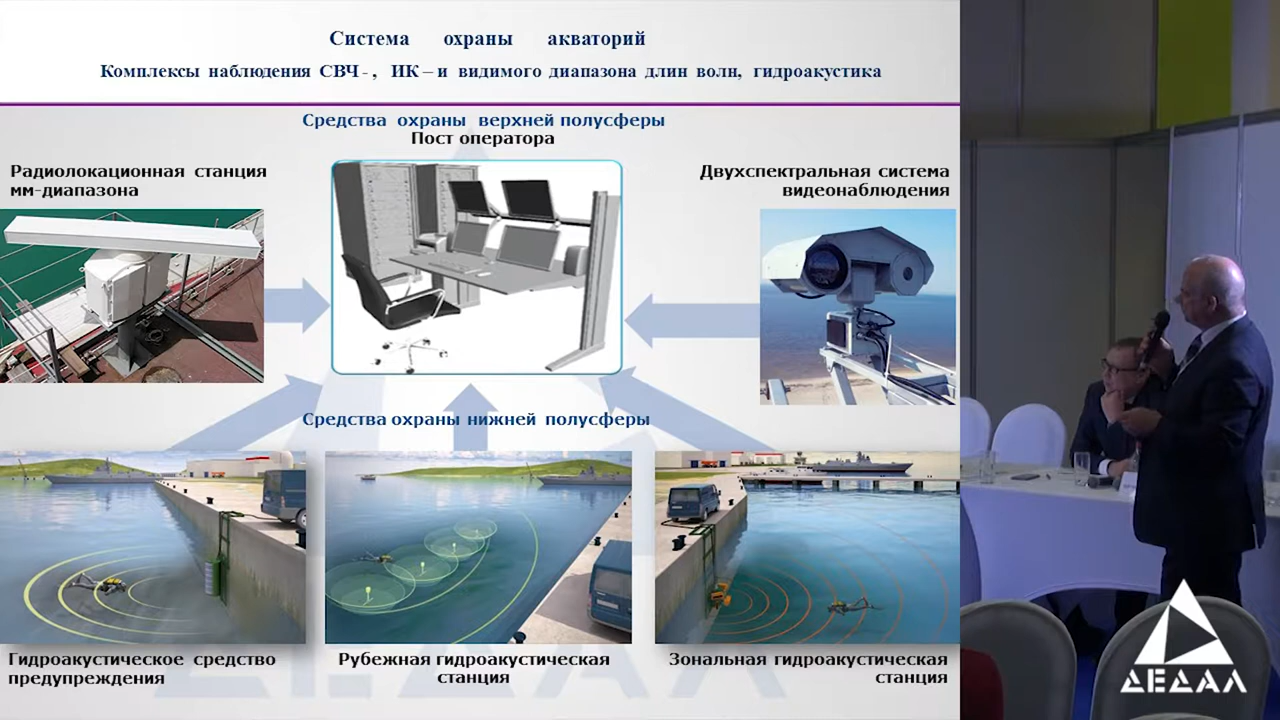 Система охраны акваторий
Комплексы наблюдения СВЧ- , ИК – и видимого диапазона длин волн, гидроакустика
Средства охраны верхней полусферы
Пост оператора
Радиолокационная станция
мм-диапазона
Двухспектральная система
видеонаблюдения
Средства охраны нижней полусферы
Гидроакустическое средство
предупреждения
Рубежная гидроакустическая
станция
Зональная гидроакустическая
станция
ДЕДАЛ
ДЕДАЛ